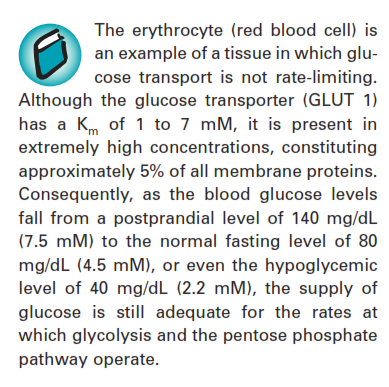 The erythrocyte (red blood cell) is
an example of a tissue in which glu-
cose transport is not rate-limiting.
Although the glucose transporter (GLUT 1)
has a Km of 1 to 7 mM, it is present in
extremely high concentrations, constituting
approximately 5% of all membrane proteins.
Consequently, as the blood glucose levels
fall from a postprandial level of 140 mg/dL
(7.5 mM) to the normal fasting level of 80
mg/dL (4.5 mM), or even the hypoglycemic
level of 40 mg/dL (2.2 mM), the supply of
glucose is still adequate for the rates at
which glycolysis and the pentose phosphate
pathway operate.